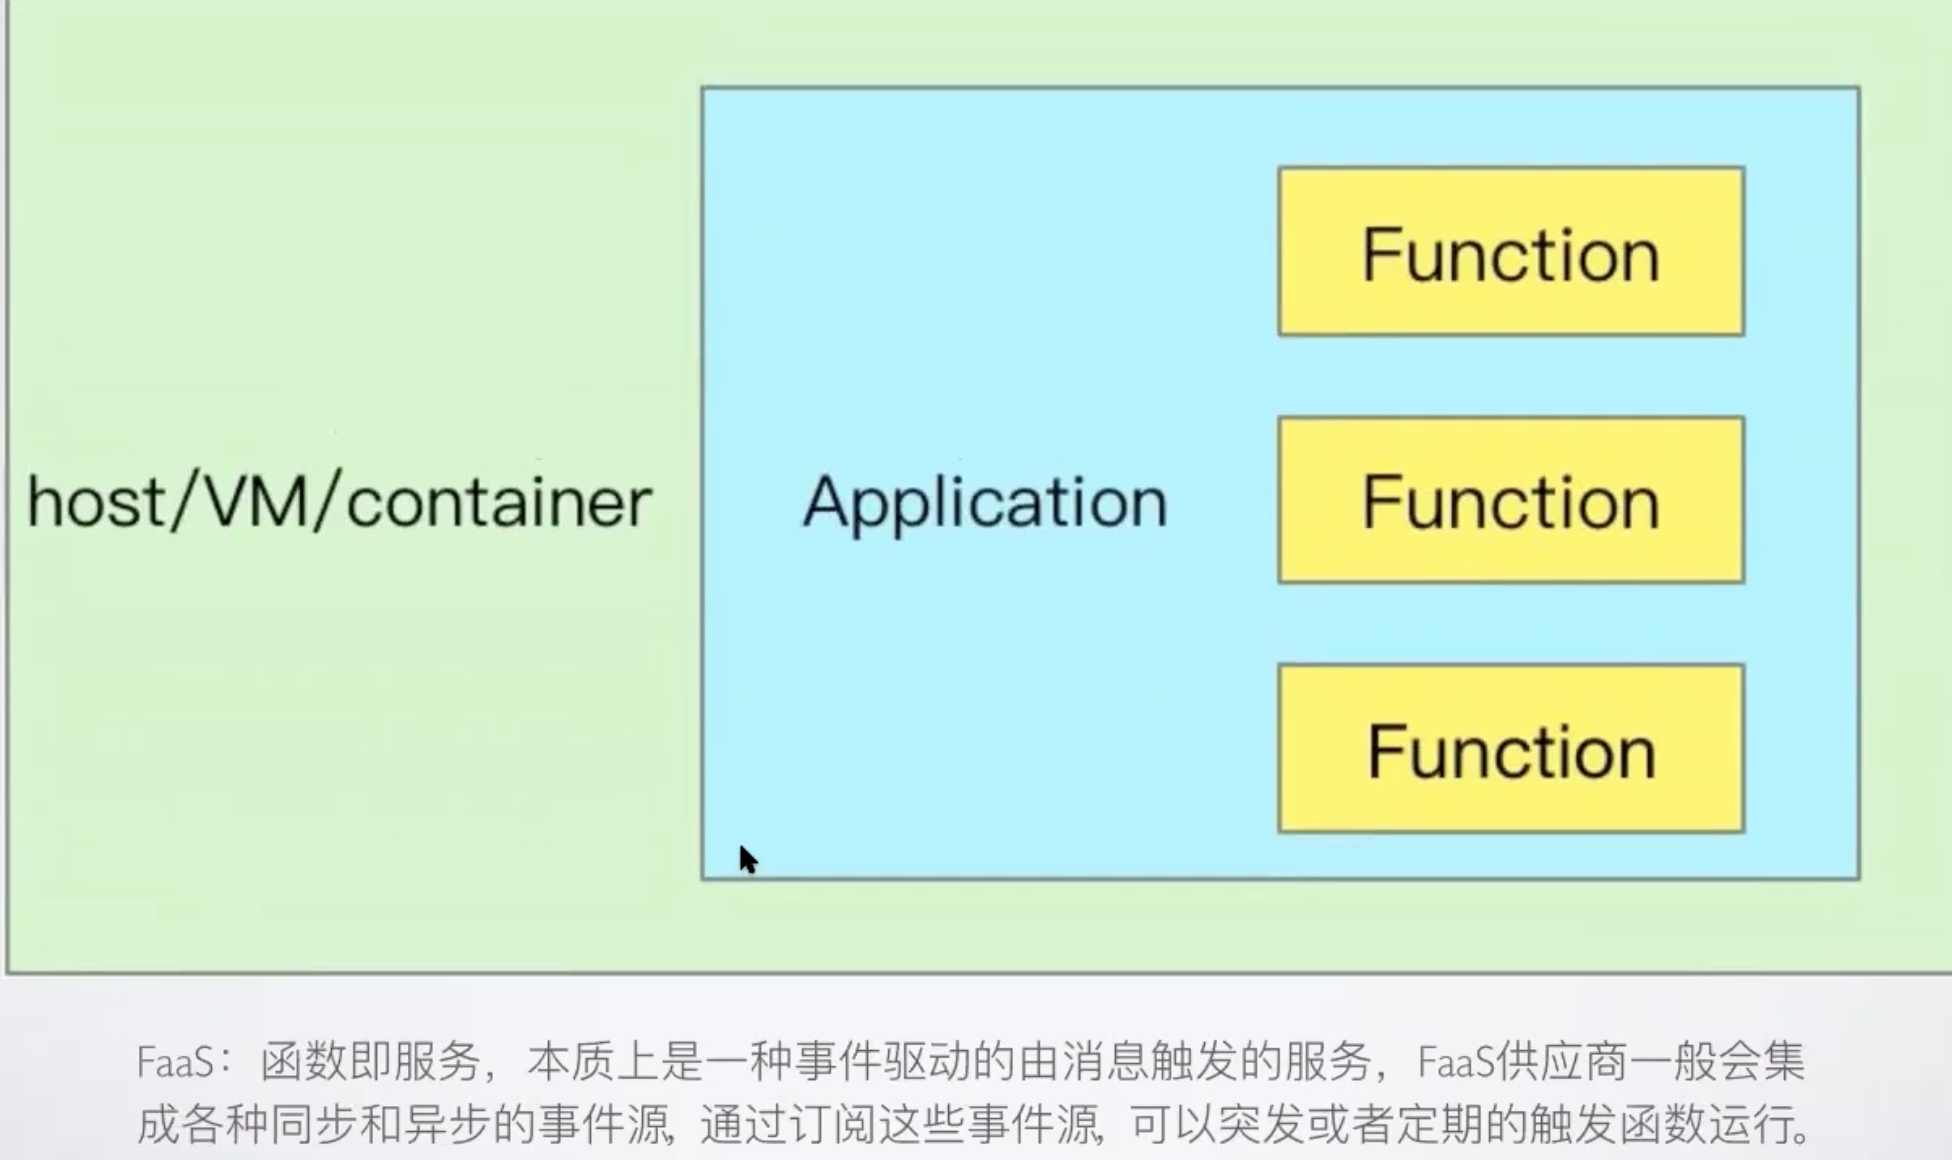 Function
host/VM/container
Application
Function
Function
FaaS：函数即服务，本质上是一种事件驱动的由消息触发的服务，FaaS供应商一般会集
成各种同步和异步的事件源，通过订阅这些事件源，可以突发或者定期的触发函数运行。